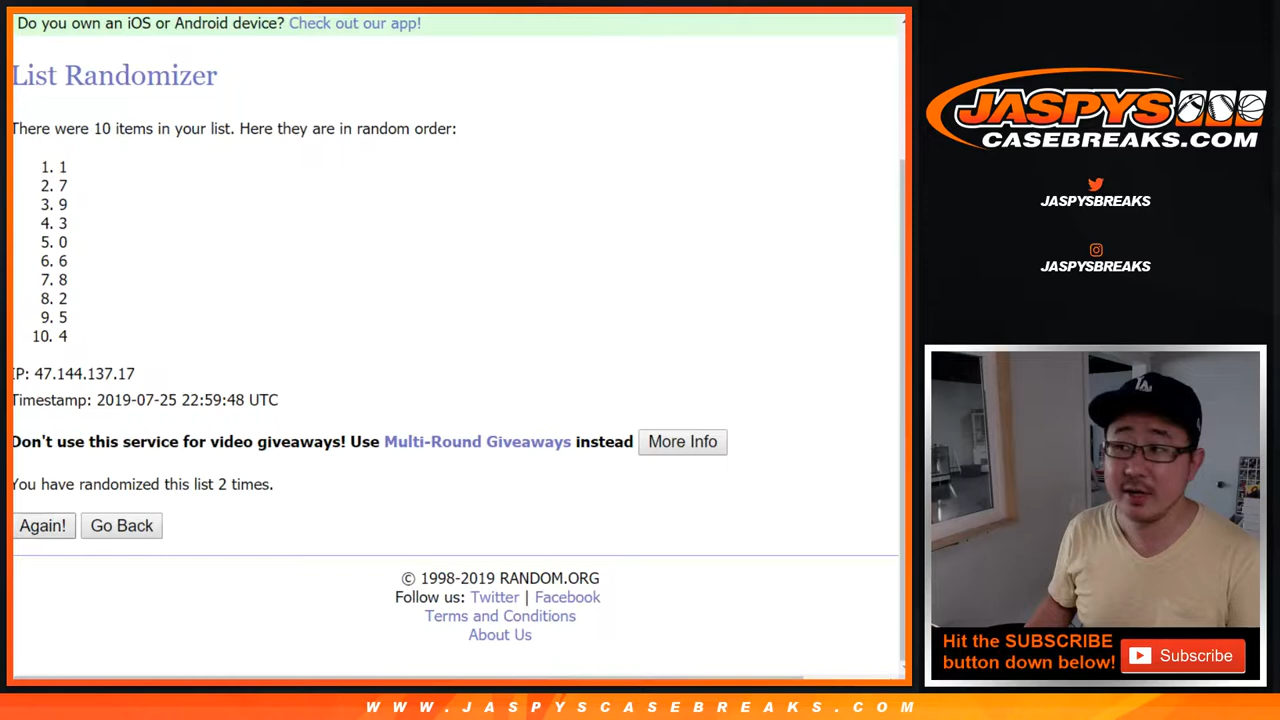 Do you own an iOS or Android device? Check out our app!
List Randomizer
There were 10 items in your list. Here they are in random order:
1. 1
2. 7
3. 9
4. 3
5. 0
6. 6
7. 8
8. 2
9. 5
10. 4
IP: 47.144.137.17
Timestamp: 2019-07-25 22:59:48 UTC
Don't use this service for video giveaways! Use Multi-Round Giveaways instead More Info
You have randomized this list 2 times.
Again! Go Back
© 1998-2019 RANDOM.ORG
Follow us: Twitter | Facebook
Terms and Conditions
About Us
JASPYS
CASEBREAKS.COM
JASPYSBREAKS
JASPYSBREAKS
LA
Hit the SUBSCRIBE
button down below! Subscribe
WWW.JASPYSCASEBREAKS.COM